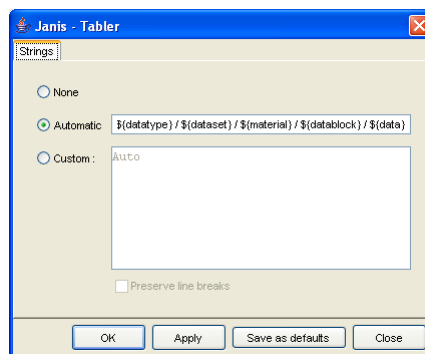 Janis - Tabler
Strings
None
Automatic ${datatype} / ${dataset} / ${material} / ${datablock} / ${data}
Custom : Auto
Preserve line breaks
OK Apply Save as defaults Close